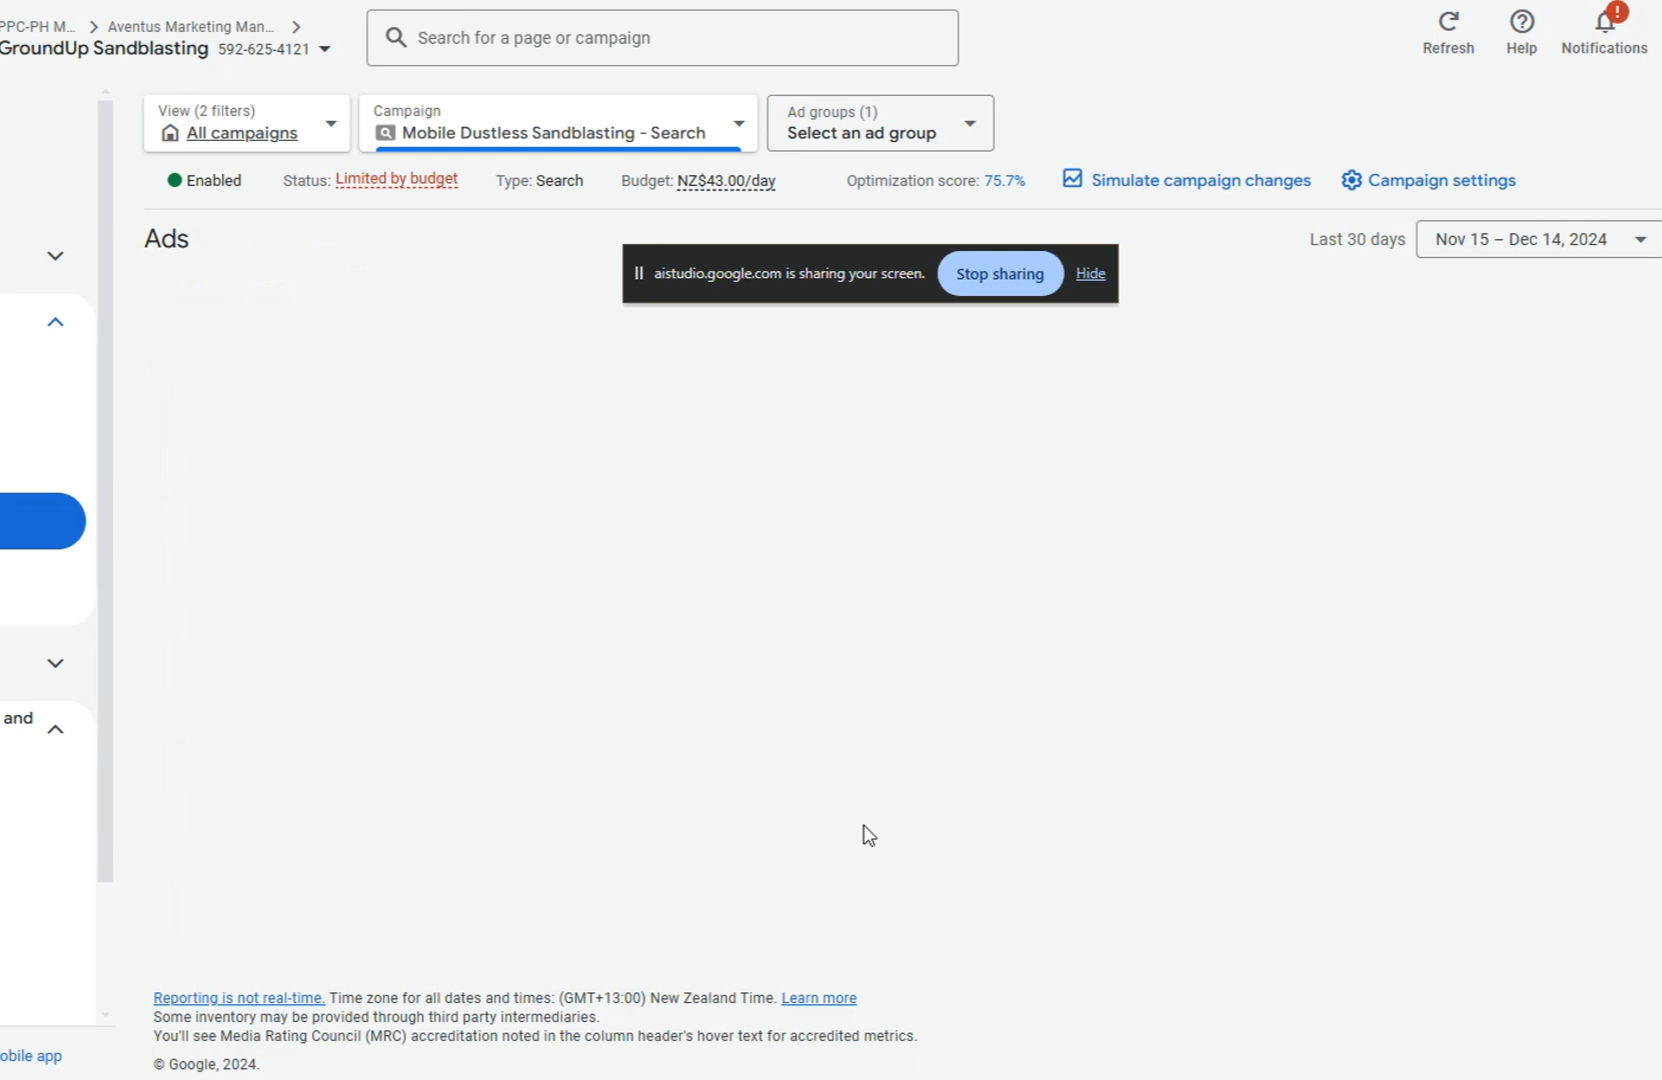 PPC-PH M... > Aventus Marketing Man... >
GroundUp Sandblasting 592-625-4121
Search for a page or campaign
Refresh
Help
!
Notifications
View (2 filters)
All campaigns
Campaign
Mobile Dustless Sandblasting - Search
Ad groups (1)
Select an ad group
Enabled Status: Limited by budget Type: Search Budget: NZ$43.00/day Optimization score: 75.7% Simulate campaign changes Campaign settings
Ads
Last 30 days Nov 15 – Dec 14, 2024
aistudio.google.com is sharing your screen. Stop sharing Hide
and
Reporting is not real-time. Time zone for all dates and times: (GMT+13:00) New Zealand Time. Learn more
Some inventory may be provided through third party intermediaries.
You'll see Media Rating Council (MRC) accreditation noted in the column header's hover text for accredited metrics.
obile app
© Google, 2024.